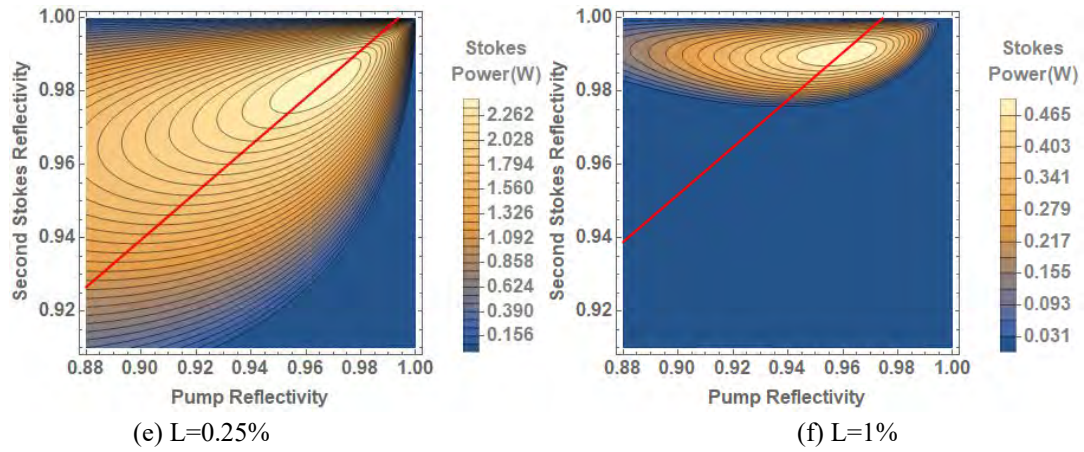 1.00
0.98
0.96
0.94
0.92
Second Stokes Reflectivity
0.88 0.90 0.92 0.94 0.96 0.98 1.00
Pump Reflectivity
Stokes
Power(W)
2.262
2.028
1.794
1.560
1.326
1.092
0.858
0.624
0.390
0.156
(e) L=0.25%
1.00
0.98
0.96
0.94
0.92
Second Stokes Reflectivity
0.88 0.90 0.92 0.94 0.96 0.98 1.00
Pump Reflectivity
Stokes
Power(W)
0.465
0.403
0.341
0.279
0.217
0.155
0.093
0.031
(f) L=1%